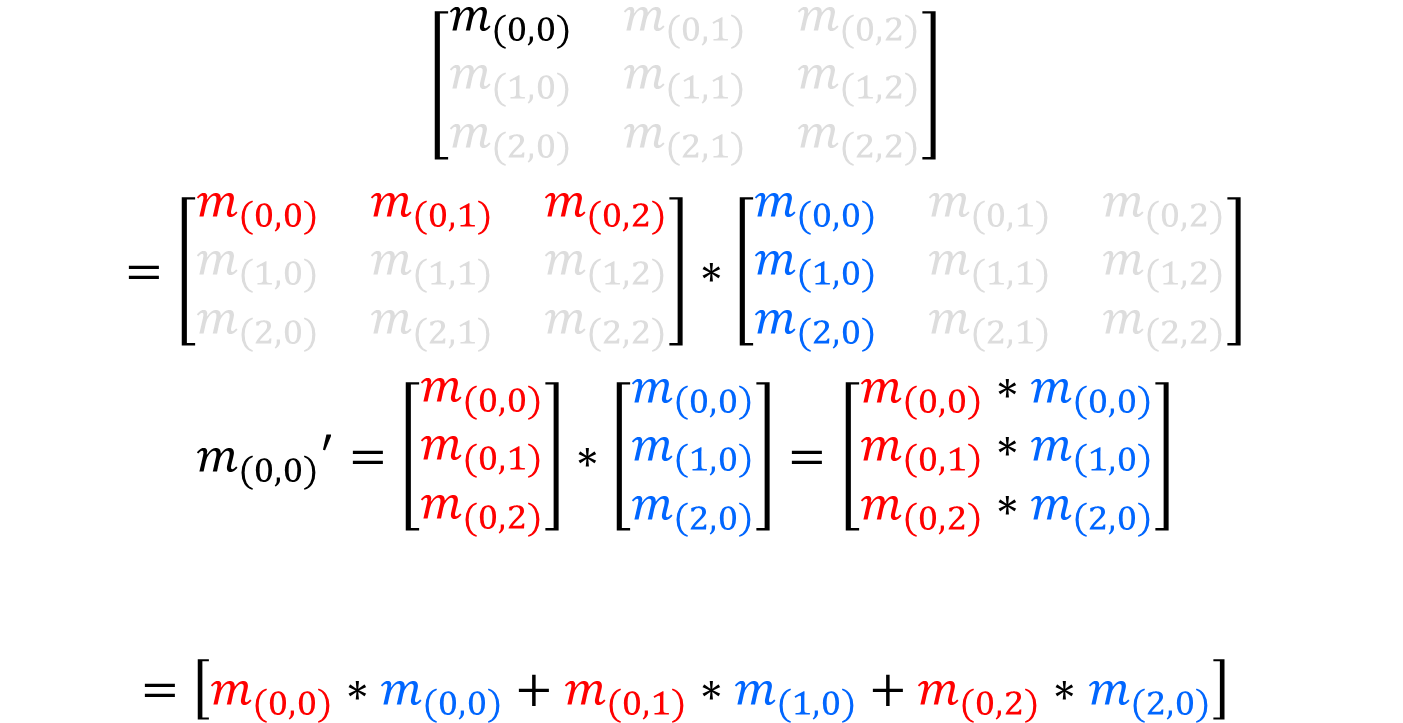 [m(0,0) m(0,1) m(0,2)
m(1,0) m(1,1) m(1,2)
m(2,0) m(2,1) m(2,2)]
= [m(0,0) m(0,1) m(0,2) * [m(0,0) m(0,1) m(0,2)
m(1,0) m(1,1) m(1,2) m(1,0) m(1,1) m(1,2)
m(2,0) m(2,1) m(2,2)] m(2,0) m(2,1) m(2,2)]
m(0,0)′ = [m(0,0) * [m(0,0) = [m(0,0) * m(0,0)
m(0,1) m(1,0) m(0,1) * m(1,0)
m(0,2)] m(2,0)] m(0,2) * m(2,0)]
= [m(0,0) * m(0,0) + m(0,1) * m(1,0) + m(0,2) * m(2,0)]